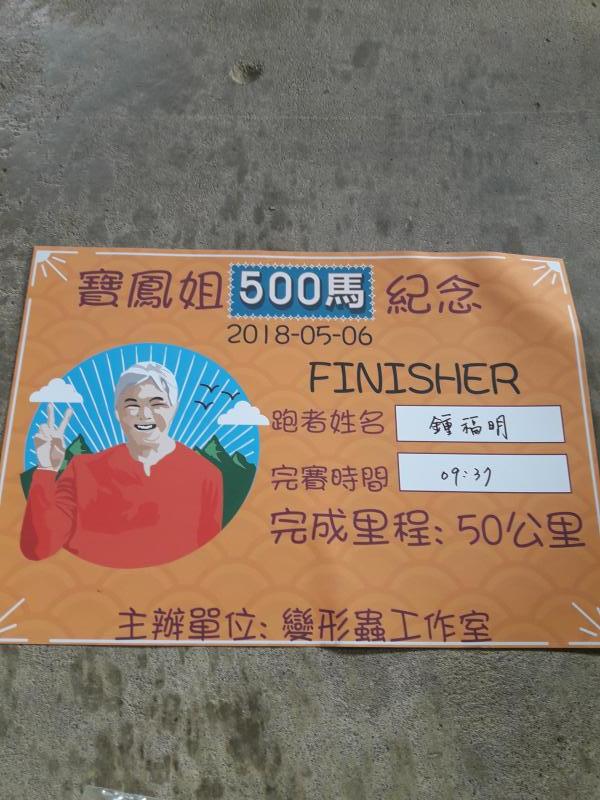 寶鳳姐 500馬 紀念
2018-05-06
FINISHER
跑者姓名 鍾福明
完賽時間 09:37
完成里程: 50公里
主辦單位: 變形蟲工作室